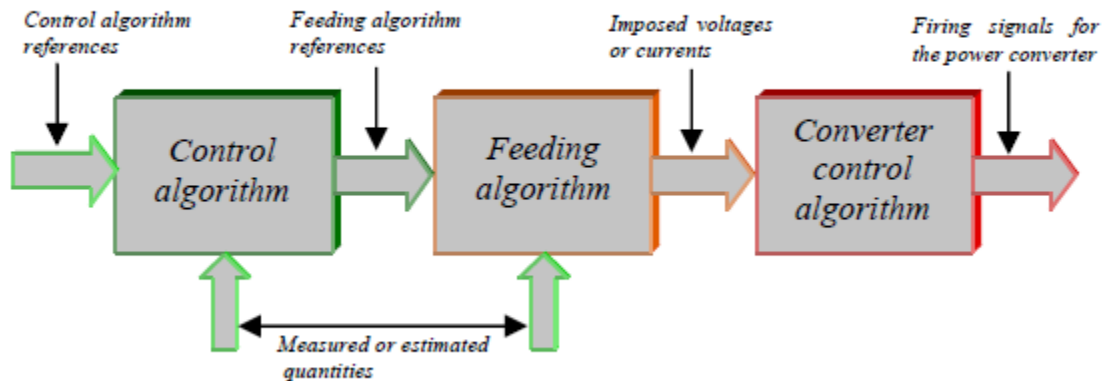 Control algorithm
references
Feeding algorithm
references
Imposed voltages
or currents
Firing signals for
the power converter
Control
algorithm
Feeding
algorithm
Converter
control
algorithm
Measured or estimated
quantities